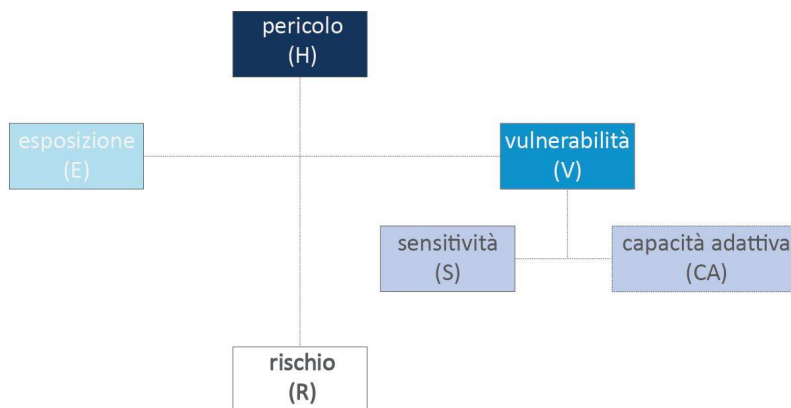 pericolo
(H)
esposizione
(E)
vulnerabilità
(V)
sensitività
(S)
capacità adattiva
(CA)
rischio
(R)